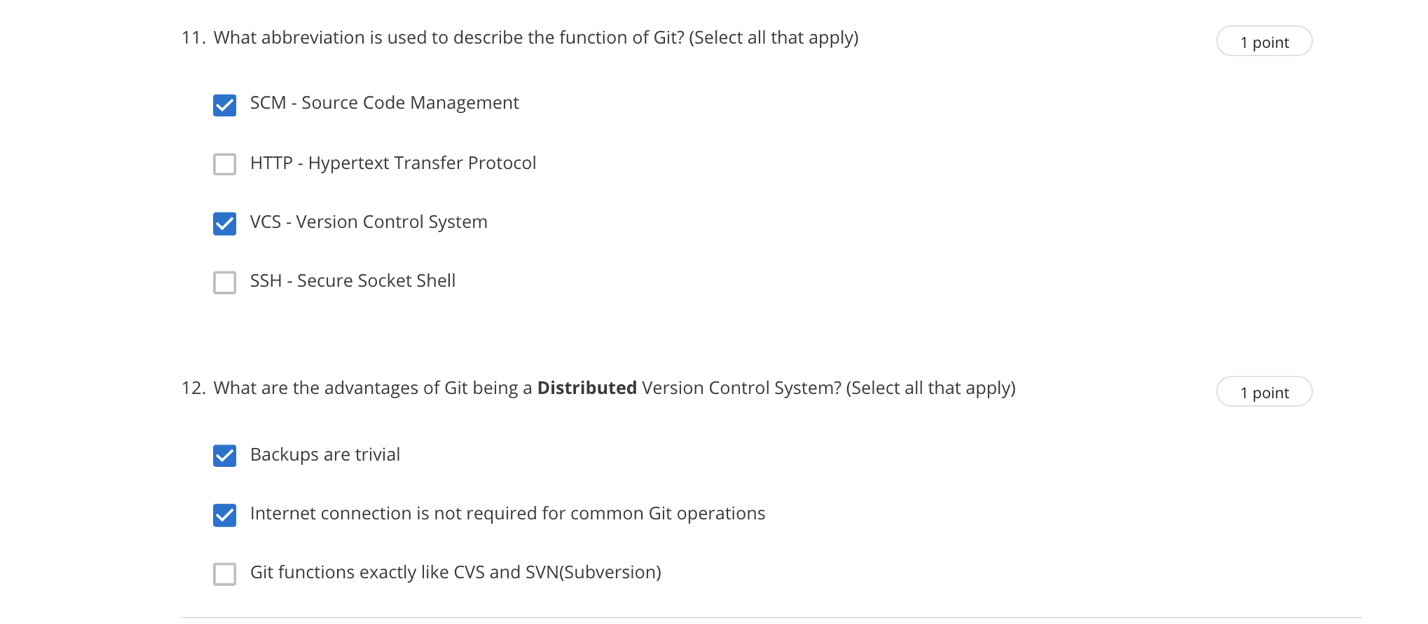 11. What abbreviation is used to describe the function of Git? (Select all that apply)
1 point
SCM - Source Code Management
HTTP - Hypertext Transfer Protocol
VCS - Version Control System
SSH - Secure Socket Shell
12. What are the advantages of Git being a Distributed Version Control System? (Select all that apply)
1 point
Backups are trivial
Internet connection is not required for common Git operations
Git functions exactly like CVS and SVN(Subversion)